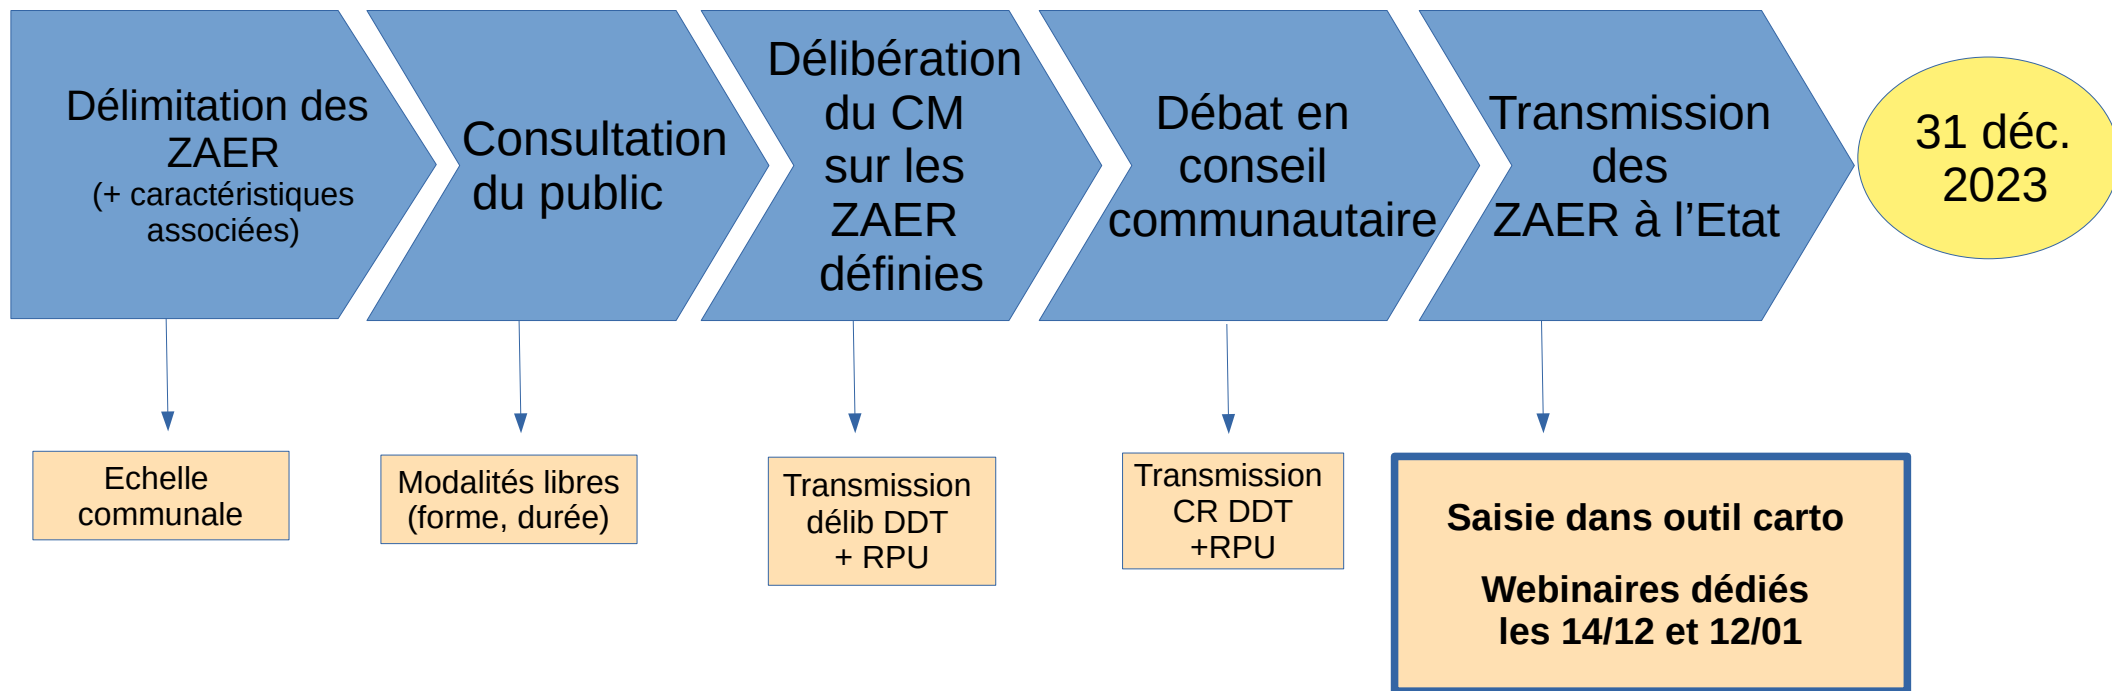 Délimitation des
ZAER
(+ caractéristiques
associées)
Consultation
du public
Délibération
du CM
sur les
ZAER
définies
Débat en
conseil
communautaire
Transmission
des
ZAER à l’Etat
31 déc.
2023
Echelle
communale
Modalités libres
(forme, durée)
Transmission
délib DDT
+ RPU
Transmission
CR DDT
+RPU
Saisie dans outil carto
Webinaires dédiés
les 14/12 et 12/01